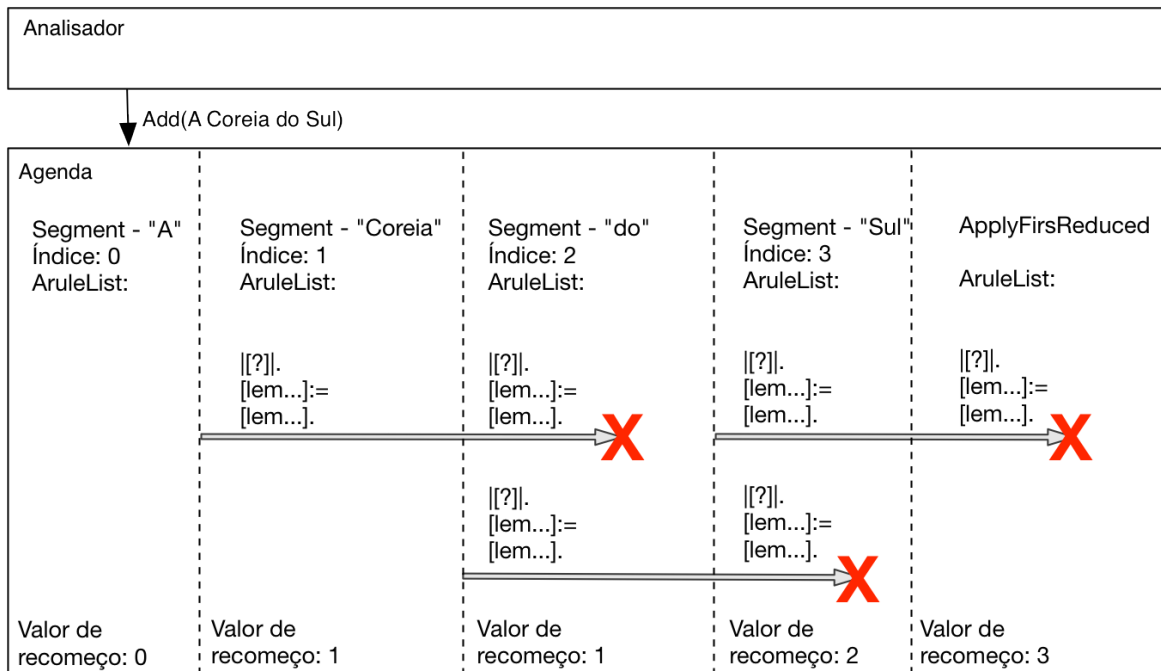 Analisador
Add(A Coreia do Sul)
Agenda
Segment - "A"
Índice: 0
AruleList:
Segment - "Coreia"
Índice: 1
AruleList:
Segment - "do"
Índice: 2
AruleList:
Segment - "Sul"
Índice: 3
AruleList:
ApplyFirsReduced
AruleList:
|[?]|.
[lem...]:=
[lem...].
|[?]|.
[lem...]:=
[lem...].
|[?]|.
[lem...]:=
[lem...].
|[?]|.
[lem...]:=
[lem...].
|[?]|.
[lem...]:=
[lem...].
|[?]|.
[lem...]:=
[lem...].
Valor de
recomeço: 0
Valor de
recomeço: 1
Valor de
recomeço: 1
Valor de
recomeço: 2
Valor de
recomeço: 3